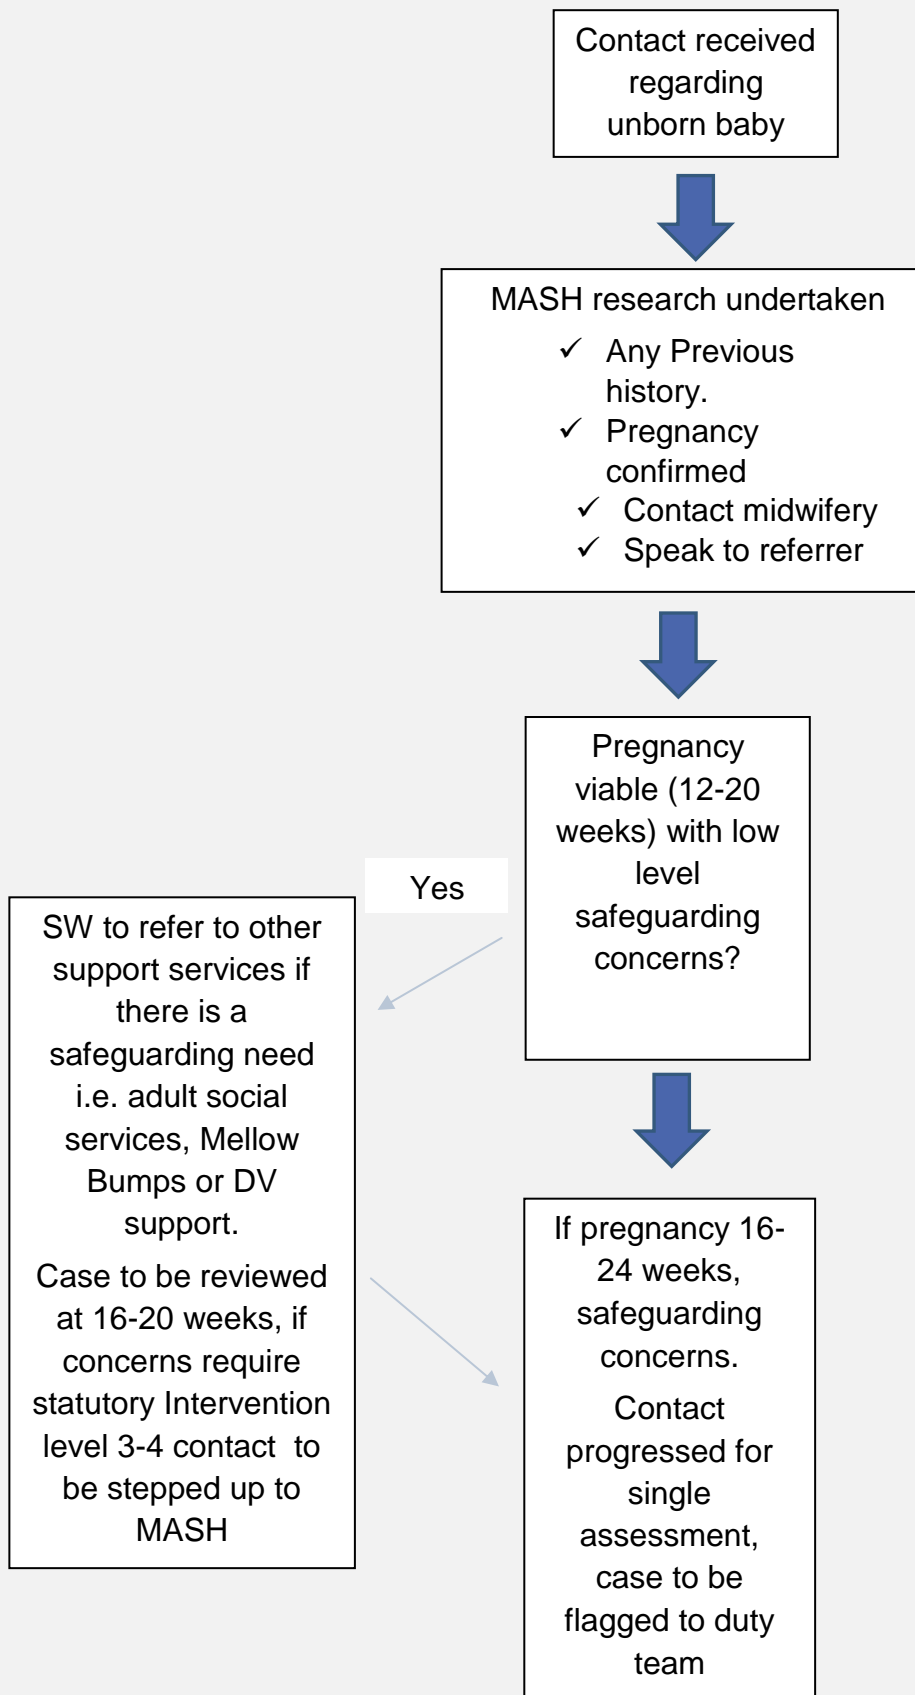 Contact received
regarding
unborn baby
MASH research undertaken
✓ Any Previous
history.
✓ Pregnancy
confirmed
✓ Contact midwifery
✓ Speak to referrer
Pregnancy
viable (12-20
weeks) with low
level
safeguarding
concerns?
Yes
SW to refer to other
support services if
there is a
safeguarding need
i.e. adult social
services, Mellow
Bumps or DV
support.
Case to be reviewed
at 16-20 weeks, if
concerns require
statutory Intervention
level 3-4 contact to
be stepped up to
MASH
If pregnancy 16-
24 weeks,
safeguarding
concerns.
Contact
progressed for
single
assessment,
case to be
flagged to duty
team